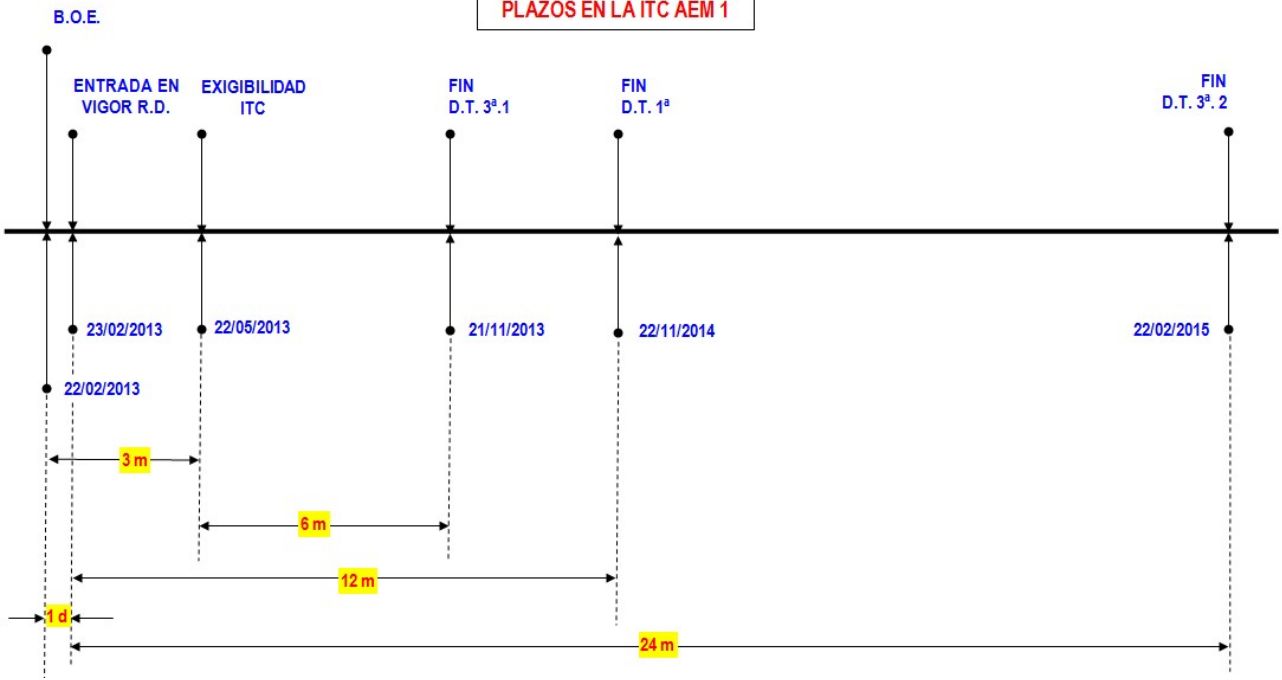 PLAZOS EN LA ITC AEM 1
B.O.E.
ENTRADA EN
VIGOR R.D.
EXIGIBILIDAD
ITC
FIN
D.T. 3ª.1
FIN
D.T. 1ª
FIN
D.T. 3ª. 2
23/02/2013
22/05/2013
21/11/2013
22/11/2014
22/02/2015
22/02/2013
3 m
6 m
12 m
1 d
24 m